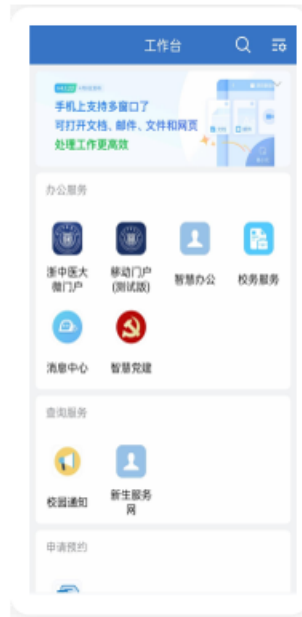 工作台
手机上支持多窗口了
可打开文档、邮件、文件和网页
处理工作更高效
办公服务
浙中医大
微门户
移动门户
(测试版)
智慧办公
校务服务
消息中心
智慧党建
查询服务
校园通知
新生服务
网
申请预约